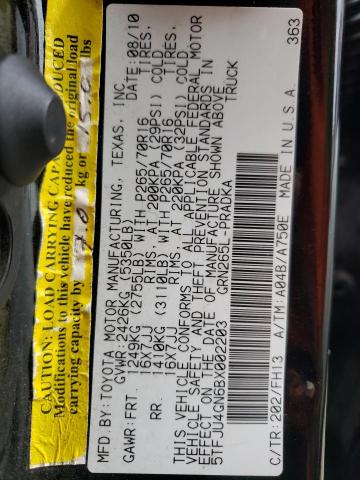 CAUTION: LOAD CARRYING CAPACITY REDUCED
Modifications to this vehicle have reduced the original load
carrying capacity by 7.0 kg or 15.0 lbs
MFD. BY: TOYOTA MOTOR MANUFACTURING, TEXAS, INC.
DATE: 08/10
GVWR: 2426KG (5350LB)
GAWR: FRT. 1249KG (2755LB) WITH P265/70R16 TIRES,
16X7JJ RIMS, AT 200KPA (29PSI) COLD
RR. 1410KG (3110LB) WITH P265/70R16 TIRES,
16X7JJ RIMS, AT 220KPA (32PSI) COLD
THIS VEHICLE CONFORMS TO ALL APPLICABLE FEDERAL MOTOR
VEHICLE SAFETY AND THEFT PREVENTION STANDARDS IN
EFFECT ON THE DATE OF MANUFACTURE SHOWN ABOVE
5TFJU4GN6BX002203 TRUCK
GRN265L-PRADKA
C/TR: 202/FH13 A/TM: A04B/A750E MADE IN U.S.A. 363